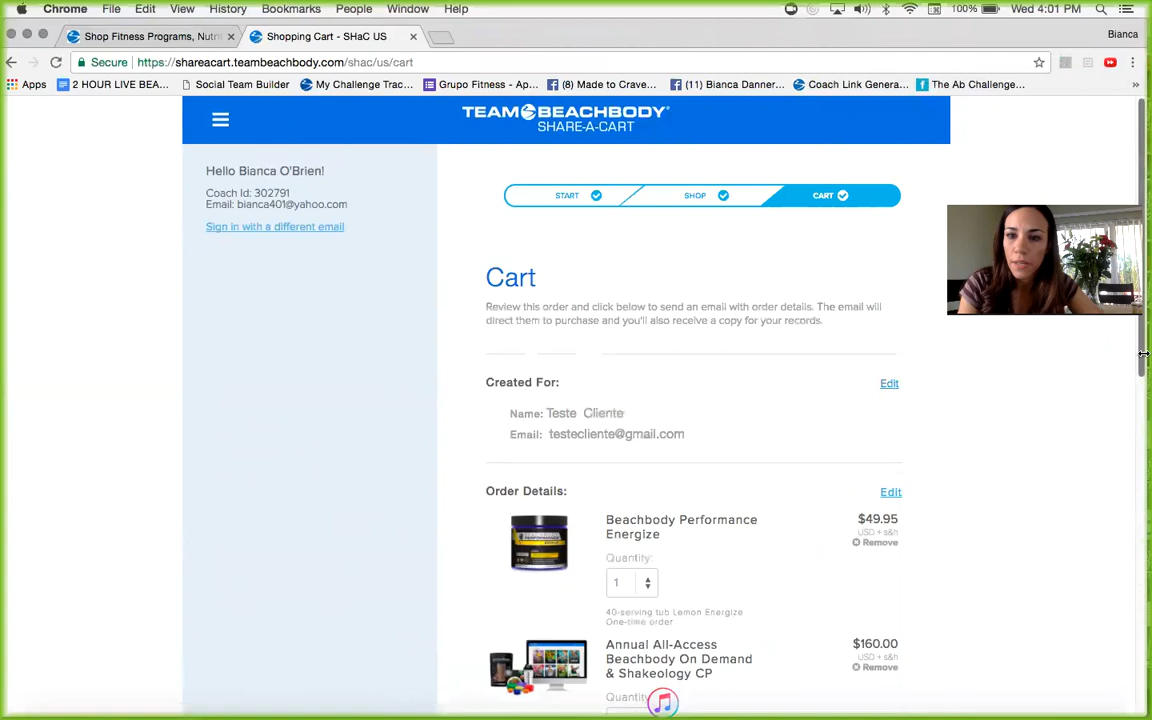 Chrome File Edit View History Bookmarks People Window Help 100% Wed 4:01 PM
Shop Fitness Programs, Nutri × Shopping Cart - SHaC US × Bianca
Secure https://shareacart.teambeachbody.com/shac/us/cart
Apps 2 HOUR LIVE BEA... Social Team Builder My Challenge Trac... Grupo Fitness - Ap... (8) Made to Crave... (11) Bianca Danner... Coach Link Genera... The Ab Challenge... »
TEAM BEACHBODY®
SHARE-A-CART
Hello Bianca O'Brien!
Coach Id: 302791
Email: bianca401@yahoo.com
Sign in with a different email
START SHOP CART
Cart
Review this order and click below to send an email with order details. The email will
direct them to purchase and you'll also receive a copy for your records.
Created For: Edit
Name: Teste Cliente
Email: testecliente@gmail.com
Order Details: Edit
Beachbody Performance $49.95
Energize USD + s&h
Remove
Quantity:
1
40-serving tub Lemon Energize
One-time order
Annual All-Access $160.00
Beachbody On Demand USD + s&h
& Shakeology CP Remove
Quantity